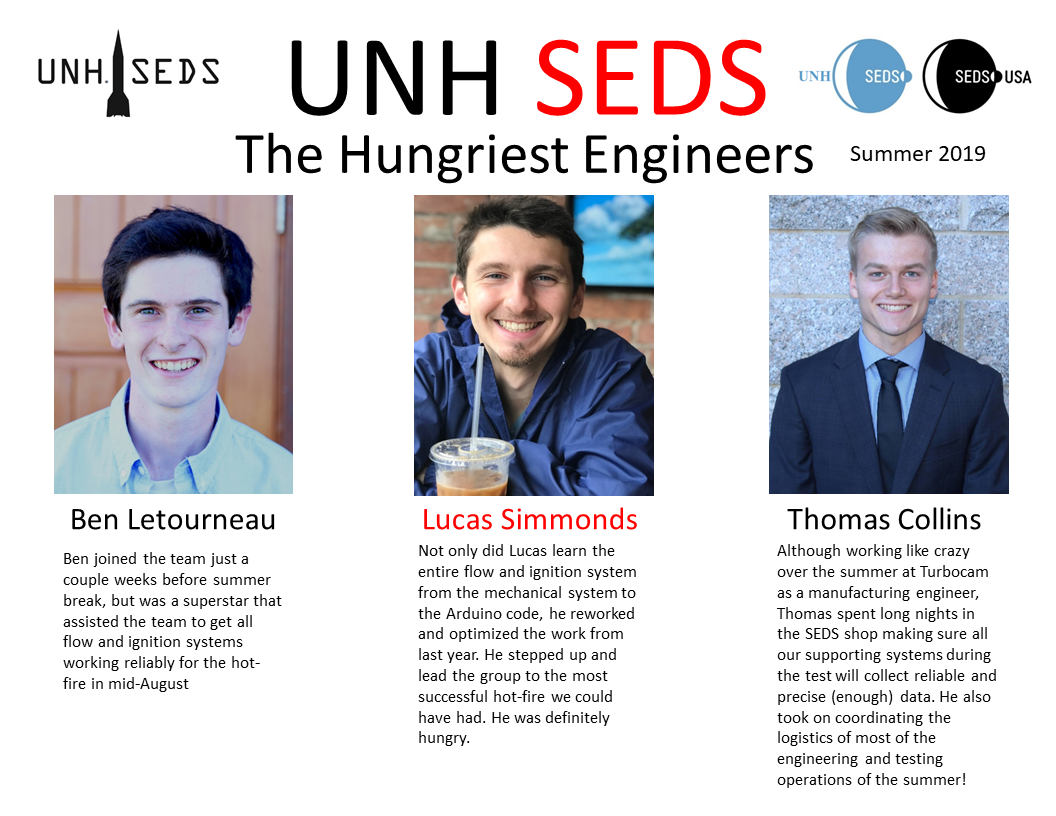 UNH SEDS
UNH SEDS
UNH SEDS
SEDS USA
The Hungriest Engineers
Summer 2019
Ben Letourneau
Ben joined the team just a
couple weeks before summer
break, but was a superstar that
assisted the team to get all
flow and ignition systems
working reliably for the hot-
fire in mid-August
Lucas Simmonds
Not only did Lucas learn the
entire flow and ignition system
from the mechanical system to
the Arduino code, he reworked
and optimized the work from
last year. He stepped up and
lead the group to the most
successful hot-fire we could
have had. He was definitely
hungry.
Thomas Collins
Although working like crazy
over the summer at Turbocam
as a manufacturing engineer,
Thomas spent long nights in
the SEDS shop making sure all
our supporting systems during
the test will collect reliable and
precise (enough) data. He also
took on coordinating the
logistics of most of the
engineering and testing
operations of the summer!